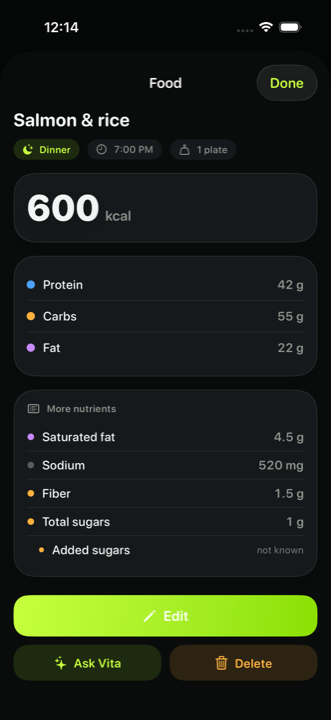 12:14
Food
Done
Salmon & rice
Dinner
7:00 PM
1 plate
600 kcal
Protein 42 g
Carbs 55 g
Fat 22 g
More nutrients
Saturated fat 4.5 g
Sodium 520 mg
Fiber 1.5 g
Total sugars 1 g
Added sugars not known
Edit
Ask Vita
Delete